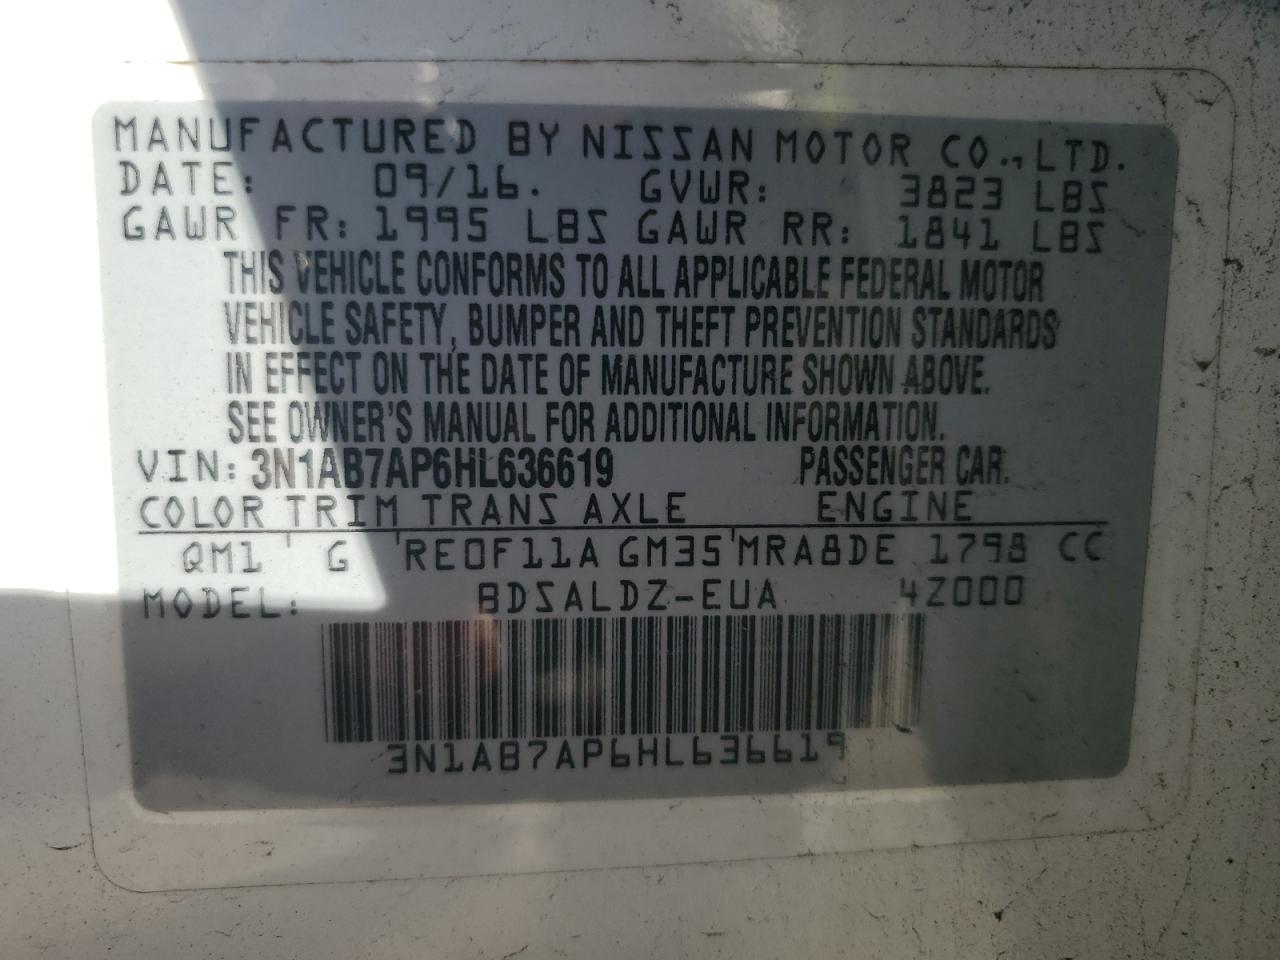 MANUFACTURED BY NISSAN MOTOR CO., LTD.
DATE: 09/16. GVWR: 3823 LBS
GAWR FR: 1995 LBS GAWR RR: 1841 LBS
THIS VEHICLE CONFORMS TO ALL APPLICABLE FEDERAL MOTOR
VEHICLE SAFETY, BUMPER AND THEFT PREVENTION STANDARDS
IN EFFECT ON THE DATE OF MANUFACTURE SHOWN ABOVE.
SEE OWNER'S MANUAL FOR ADDITIONAL INFORMATION.
VIN: 3N1AB7AP6HL636619 PASSENGER CAR.
COLOR TRIM TRANS AXLE ENGINE
QM1 ' G ' RE0F11A GM35 ' MRA8DE 1798 CC
MODEL: BDSALDZ-EUA 4Z000
3N1AB7AP6HL636619